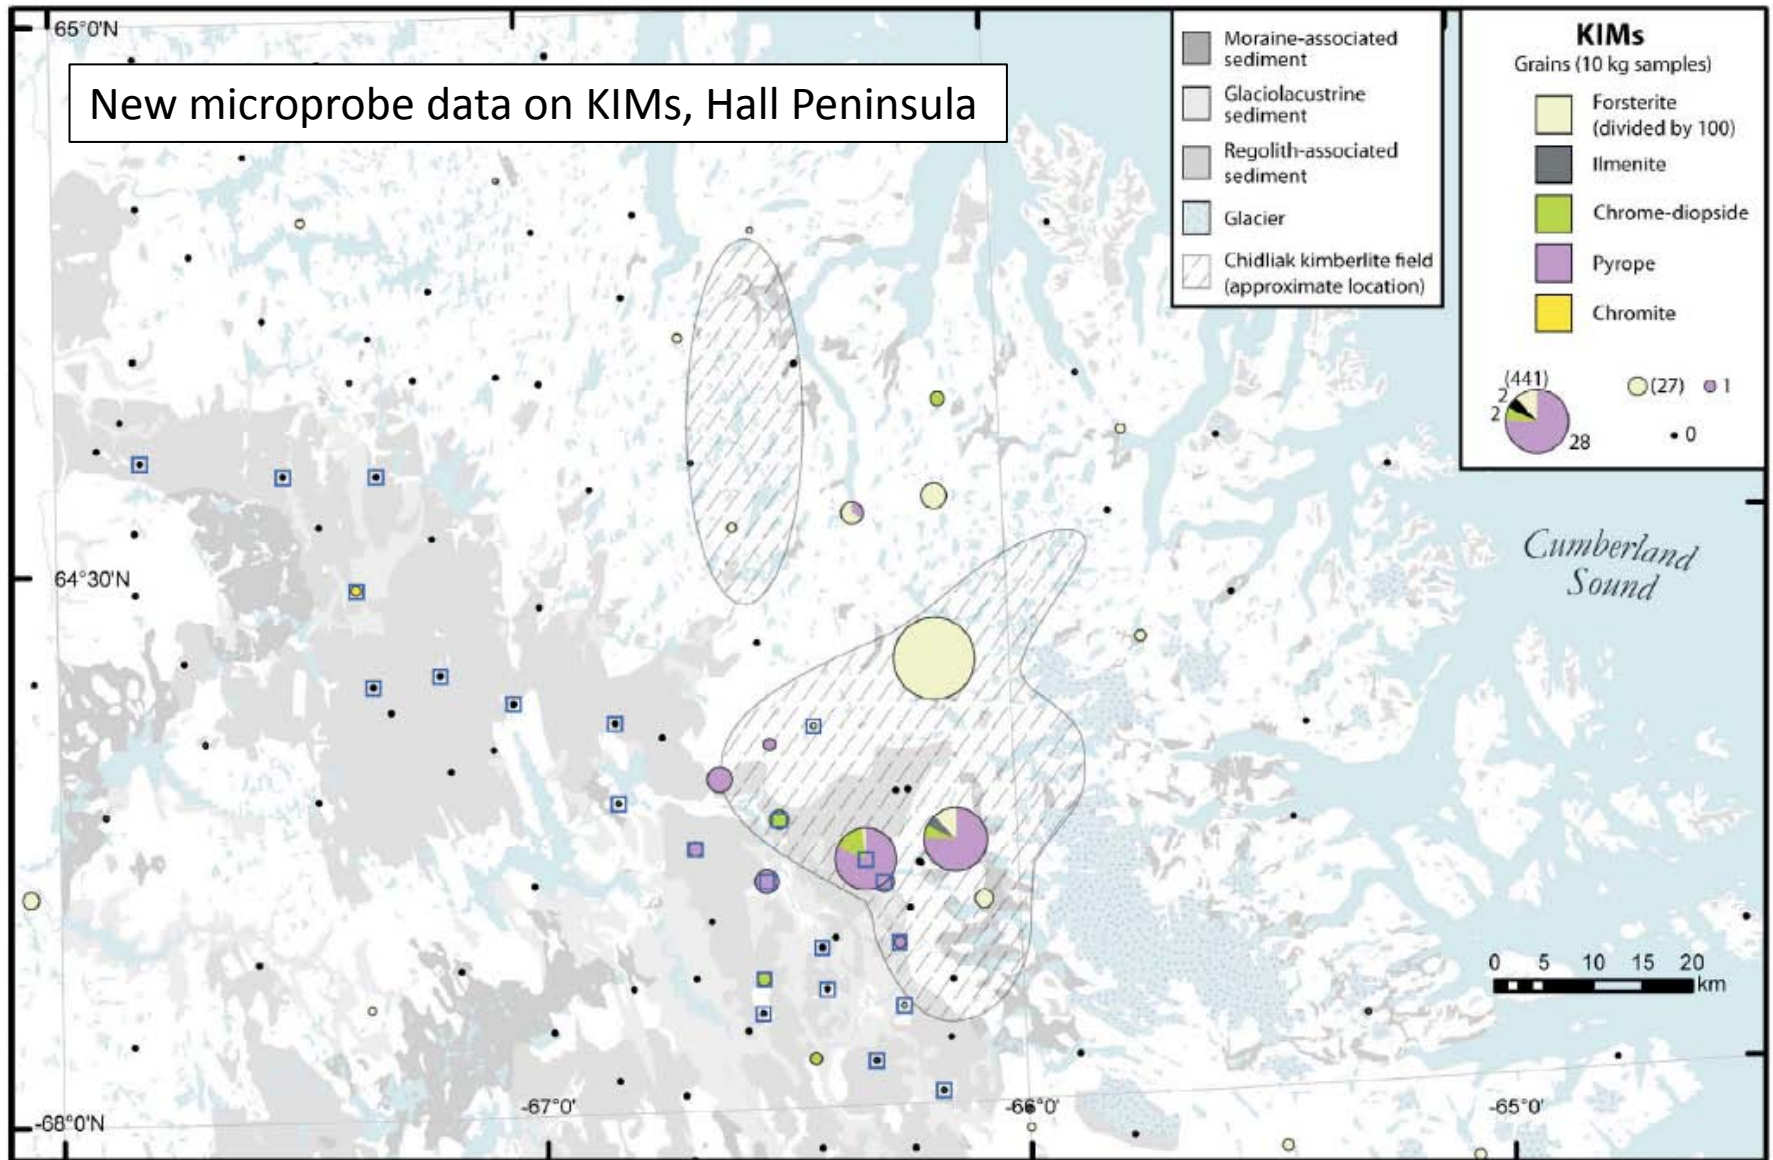 65°0'N
New microprobe data on KIMs, Hall Peninsula
Moraine-associated
sediment
Glaciolacustrine
sediment
Regolith-associated
sediment
Glacier
Chidliak kimberlite field
(approximate location)
KIMs
Grains (10 kg samples)
Forsterite
(divided by 100)
Ilmenite
Chrome-diopside
Pyrope
Chromite
(441)
2
2
28
(27)
1
0
Cumberland
Sound
64°30'N
0 5 10 15 20
km
-68°0'N
-67°0'
-66°0'
-65°0'